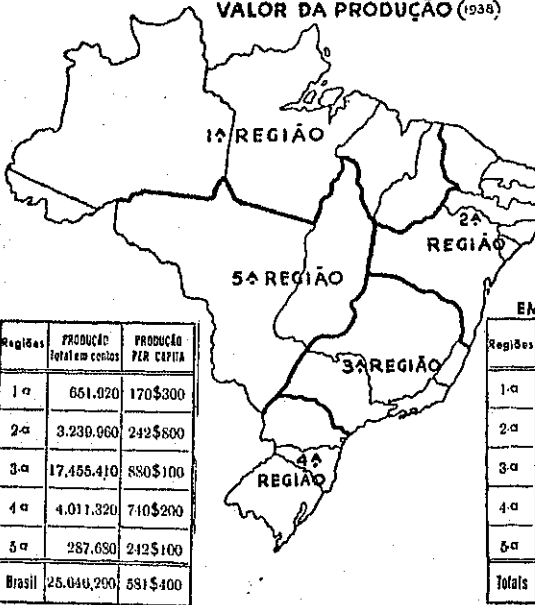 VALOR DA PRODUÇÃO (1938)
1ª REGIÃO
2ª
REGIÃO
5ª REGIÃO
3ª REGIÃO
4ª
REGIÃO
Regiões PRODUÇÃO Total em contos PRODUÇÃO PER CAPITA
1ª 651.920 170$300
2ª 3.239.960 242$800
3ª 17,455.410 880$100
4ª 4.011.320 740$200
5ª 287.680 242$100
Brasil 25.646,290 581$400
EM
Regiões
1ª
2ª
3ª
4ª
5ª
Totais